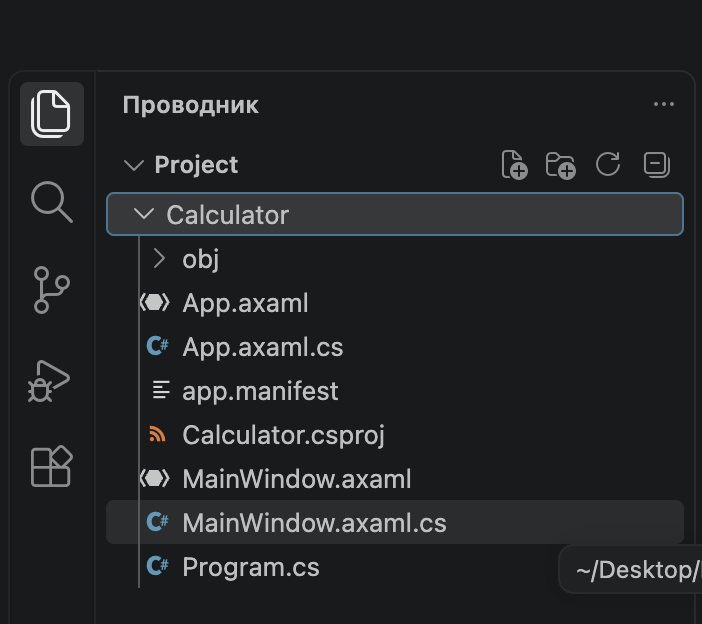 Проводник
Project
Calculator
obj
App.axaml
C# App.axaml.cs
app.manifest
Calculator.csproj
MainWindow.axaml
C# MainWindow.axaml.cs
C# Program.cs
~/Desktop/